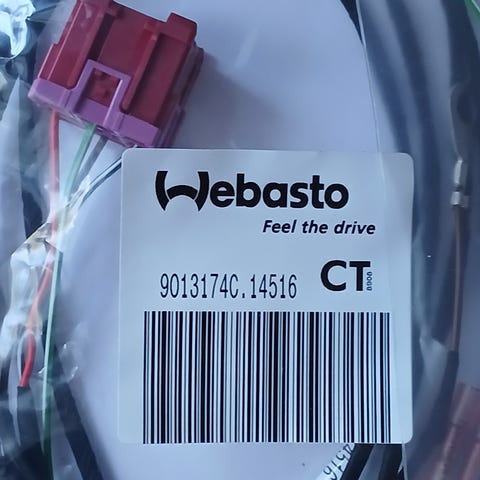 Webasto
Feel the drive
9013174C.14516 CT